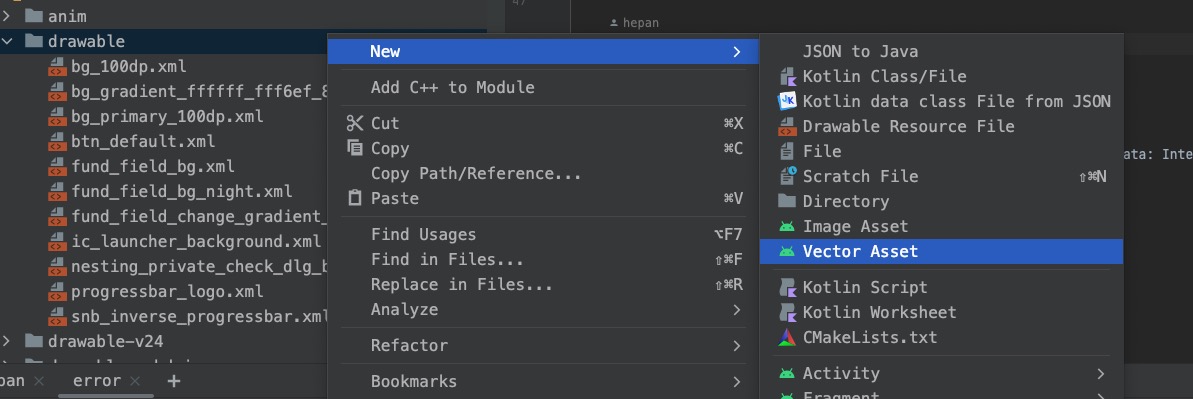 47
anim
hepan
drawable
bg_100dp.xml
bg_gradient_ffffff_fff6ef_8
bg_primary_100dp.xml
btn_default.xml
fund_field_bg.xml
fund_field_bg_night.xml
fund_field_change_gradient_
ic_launcher_background.xml
nesting_private_check_dlg_b
progressbar_logo.xml
snb_inverse_progressbar.xml
drawable-v24
pan
error
New
Add C++ to Module
Cut ⌘X
Copy ⌘C
Copy Path/Reference...
Paste ⌘V
Find Usages ⌥F7
Find in Files... ⇧⌘F
Replace in Files... ⇧⌘R
Analyze
Refactor
Bookmarks
JSON to Java
Kotlin Class/File
Kotlin data class File from JSON
Drawable Resource File
File
Scratch File ⇧⌘N
Directory
Image Asset
Vector Asset
Kotlin Script
Kotlin Worksheet
CMakeLists.txt
Activity
Fragment
ata: Inte